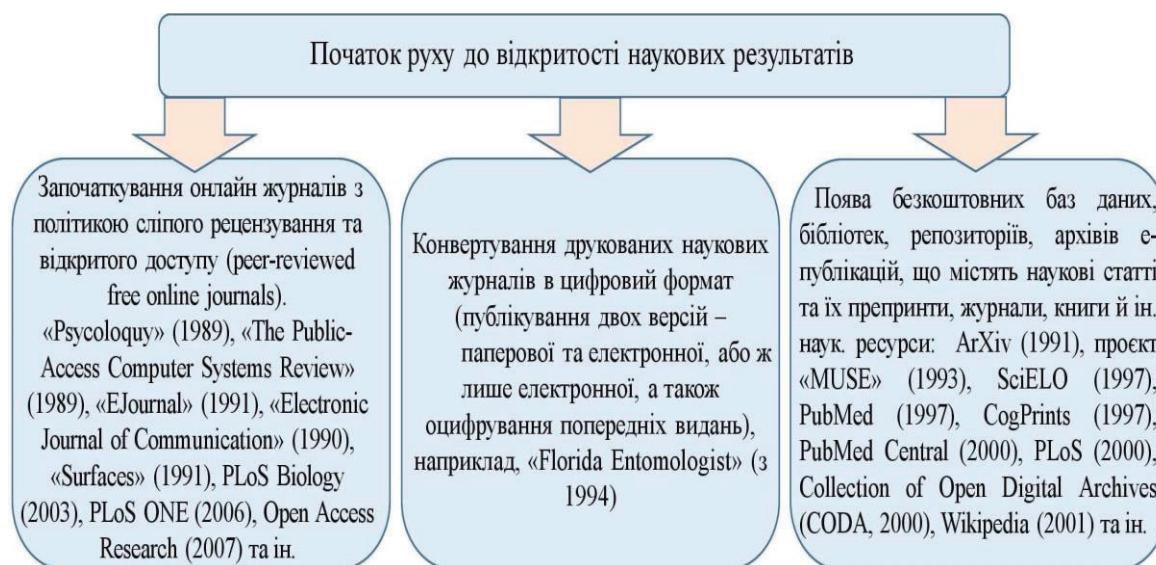 Початок руху до відкритості наукових результатів
Започаткування онлайн журналів з
політикою сліпого рецензування та
відкритого доступу (peer-reviewed
free online journals).
«Psycoloquy» (1989), «The Public-
Access Computer Systems Review»
(1989), «EJournal» (1991), «Electronic
Journal of Communication» (1990),
«Surfaces» (1991), PLoS Biology
(2003), PLoS ONE (2006), Open Access
Research (2007) та ін.
Конвертування друкованих наукових
журналів в цифровий формат
(публікування двох версій –
паперової та електронної, або ж
лише електронної, а також
оцифрування попередніх видань),
наприклад, «Florida Entomologist» (з
1994)
Поява безкоштовних баз даних,
бібліотек, репозиторіїв, архівів е-
публікацій, що містять наукові статті
та їх препринти, журнали, книги й ін.
наук. ресурси: ArXiv (1991), проєкт
«MUSE» (1993), SciELO (1997),
PubMed (1997), CogPrints (1997),
PubMed Central (2000), PLoS (2000),
Collection of Open Digital Archives
(CODA, 2000), Wikipedia (2001) та ін.